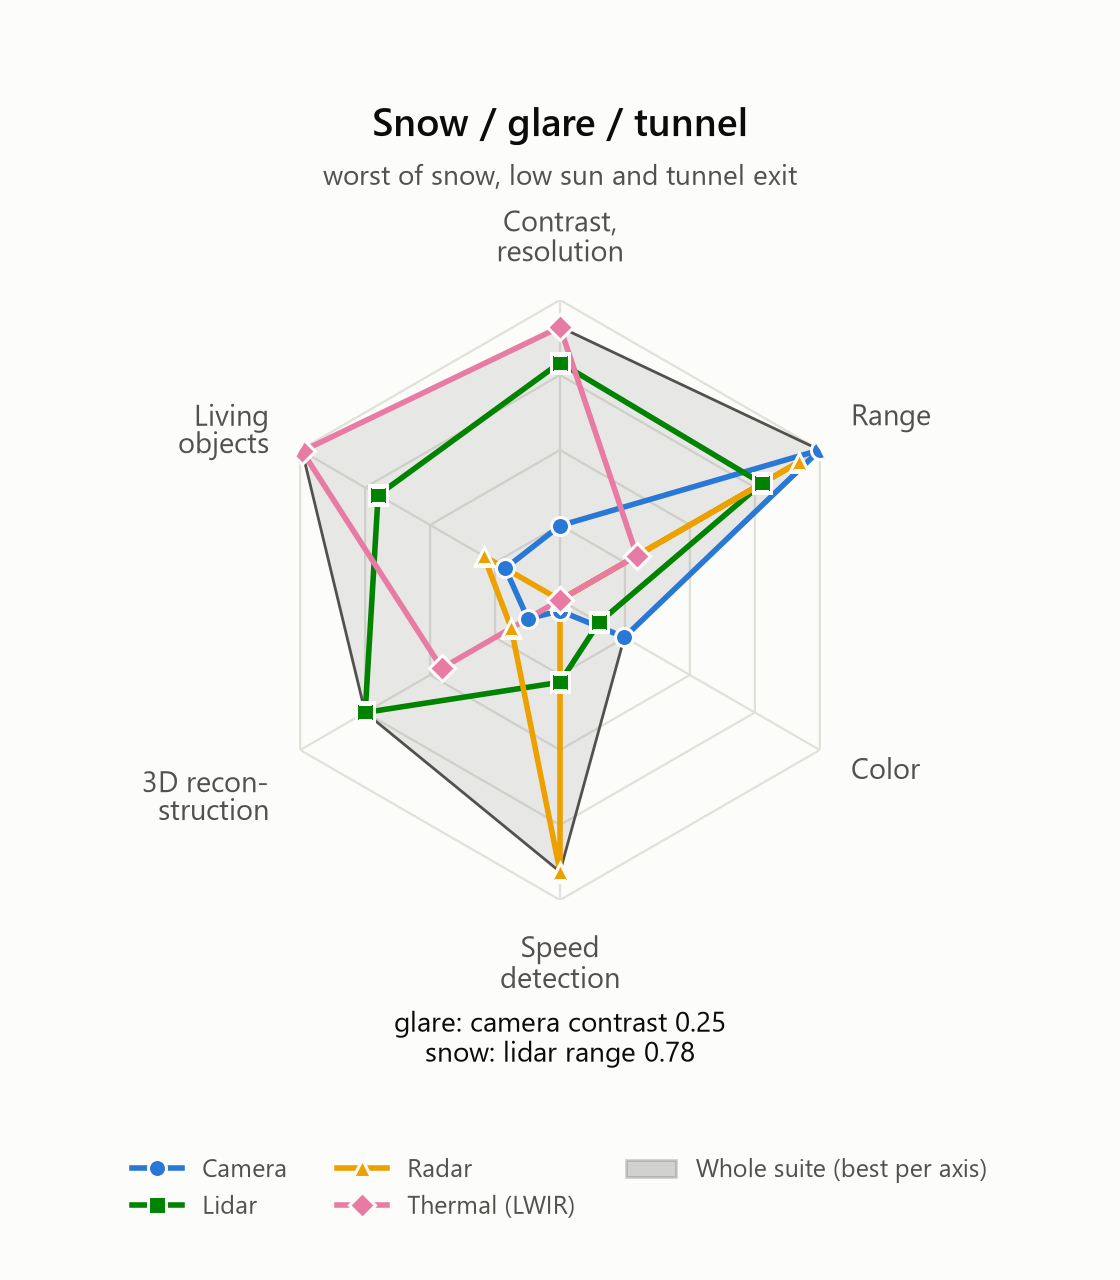 Snow / glare / tunnel
worst of snow, low sun and tunnel exit
Contrast,
resolution
Range
Living
objects
3D recon-
struction
Color
Speed
detection
glare: camera contrast 0.25
snow: lidar range 0.78
Camera
Lidar
Radar
Thermal (LWIR)
Whole suite (best per axis)